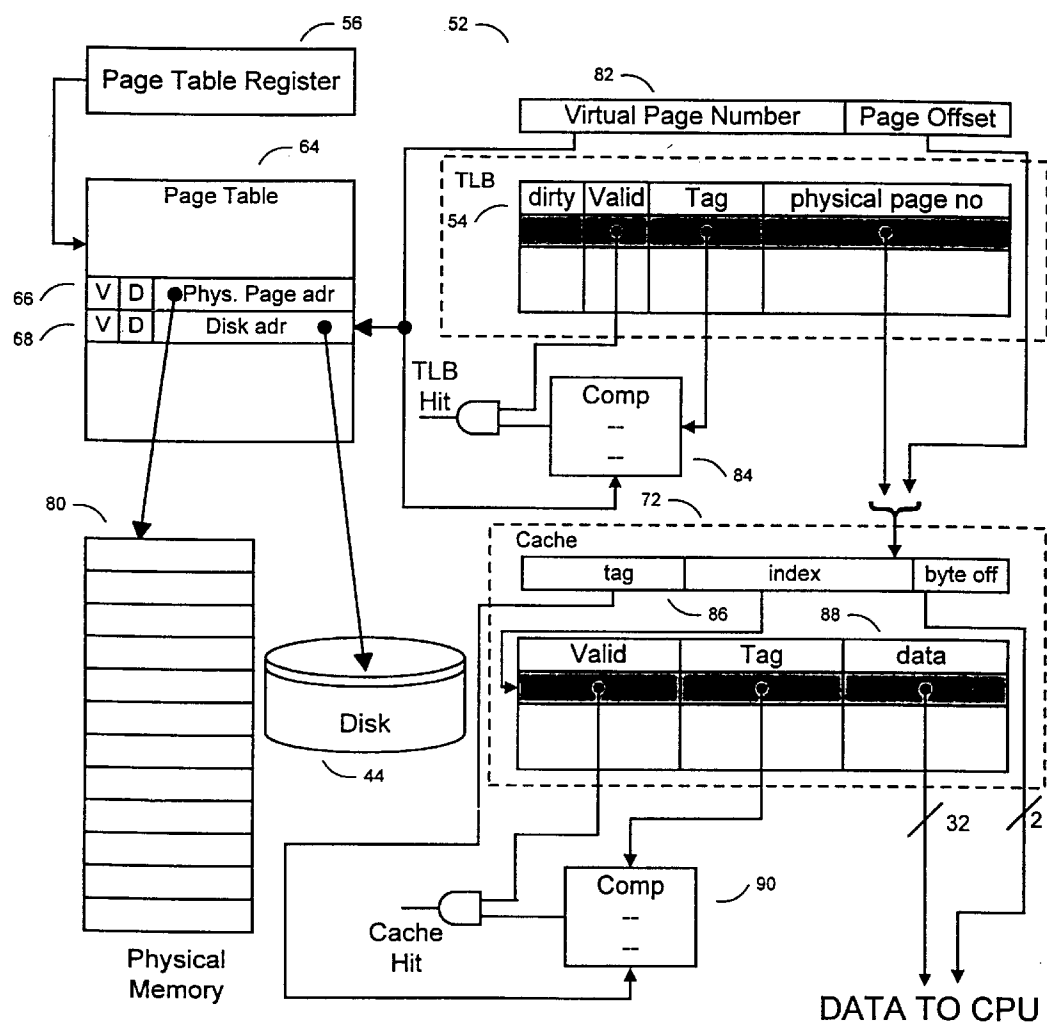 56
52
Page Table Register
82
Virtual Page Number Page Offset
64
Page Table
TLB
54
dirty Valid Tag physical page no
66
V D Phys. Page adr
68
V D Disk adr
TLB
Hit
Comp
--
--
84
80
72
Cache
tag index byte off
86
88
Valid Tag data
Disk
44
32
2
Comp
--
--
90
Cache
Hit
Physical
Memory
DATA TO CPU